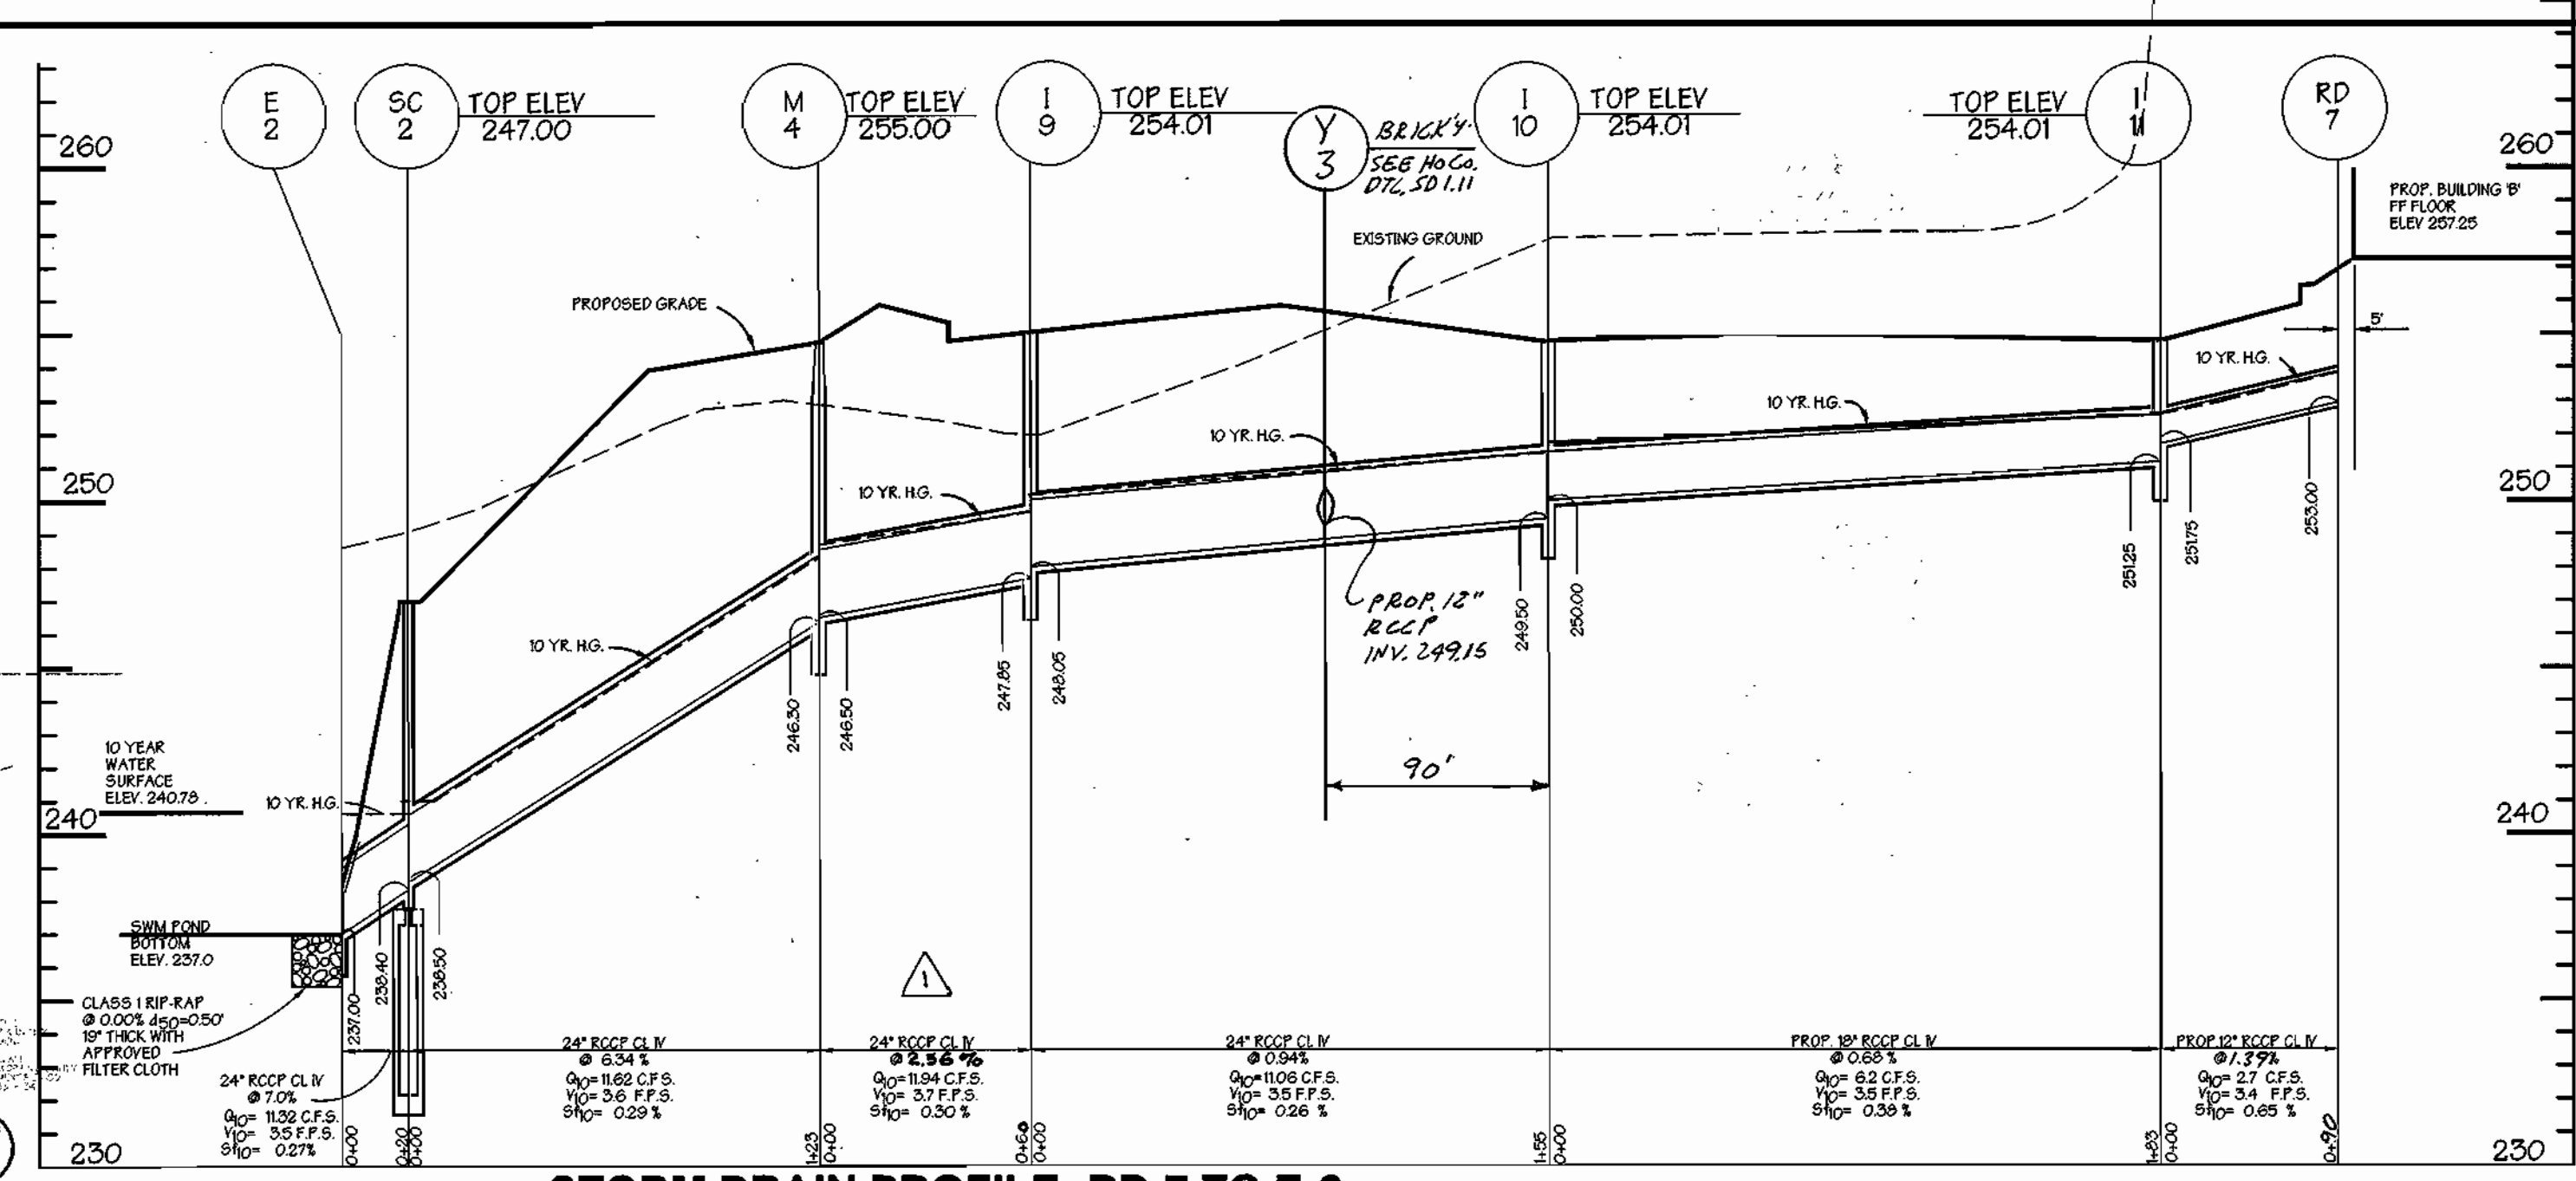 E
2
SC
2
TOP ELEV
247.00
M
4
TOP ELEV
255.00
I
9
TOP ELEV
254.01
Y
3
BRICK 'Y'
SEE HO CO.
DTL, SD 1.11
I
10
TOP ELEV
254.01
TOP ELEV
254.01
I
11
RD
7
260
260
PROP. BUILDING 'B'
FF FLOOR
ELEV 257.25
EXISTING GROUND
PROPOSED GRADE
5'
10 YR. H.G.
10 YR. H.G.
10 YR. H.G.
10 YR. H.G.
250
250
10 YR. H.G.
246.30
246.50
247.85
248.05
249.50
250.00
251.25
251.75
253.00
PROP. 12"
RCCP
INV. 249.15
90'
10 YEAR
WATER
SURFACE
ELEV. 240.78
10 YR. H.G.
240
240
SWM POND
BOTTOM
ELEV. 237.0
237.00
238.40
238.50
1
CLASS 1 RIP-RAP
@ 0.00% d50=0.50'
19" THICK WITH
APPROVED
FILTER CLOTH
24" RCCP CL IV
@ 7.0%
Q10= 11.32 C.F.S.
V10= 3.5 F.P.S.
Sf10= 0.27%
24" RCCP CL IV
@ 6.34 %
Q10= 11.62 C.F.S.
V10= 3.6 F.P.S.
Sf10= 0.29 %
24" RCCP CL IV
@ 2.56 %
Q10= 11.94 C.F.S.
V10= 3.7 F.P.S.
Sf10= 0.30 %
24" RCCP CL IV
@ 0.94%
Q10= 11.06 C.F.S.
V10= 3.5 F.P.S.
Sf10= 0.26 %
PROP. 18" RCCP CL IV
@ 0.68 %
Q10= 6.2 C.F.S.
V10= 3.5 F.P.S.
Sf10= 0.38 %
PROP. 12" RCCP CL IV
@ 1.39%
Q10= 2.7 C.F.S.
V10= 3.4 F.P.S.
Sf10= 0.65 %
230
0+00
0+20
0+00
1+23
0+00
0+60
0+00
1+55
0+00
1+83
0+00
0+90
230
STORM DRAIN PROFILE